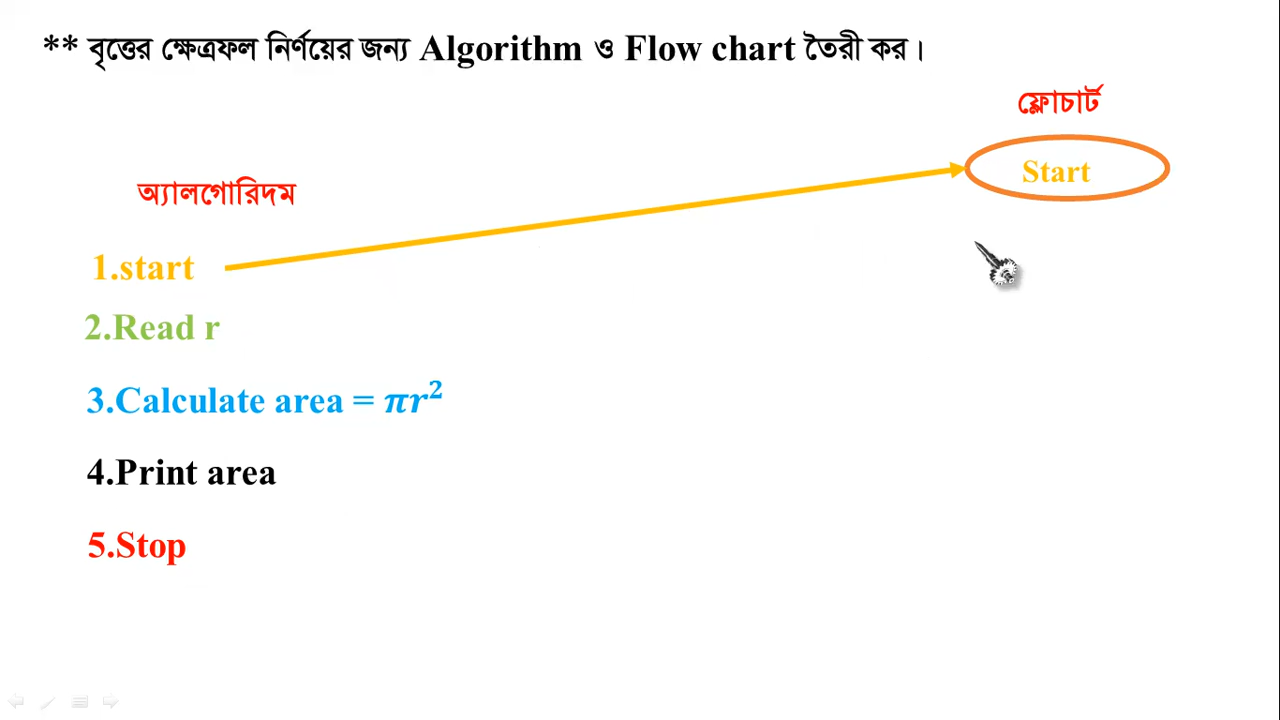 ** বৃত্তের ক্ষেত্রফল নির্ণয়ের জন্য Algorithm ও Flow chart তৈরী কর।
ফ্লোচার্ট
Start
অ্যালগোরিদম
1.start
2.Read r
3.Calculate area = πr²
4.Print area
5.Stop